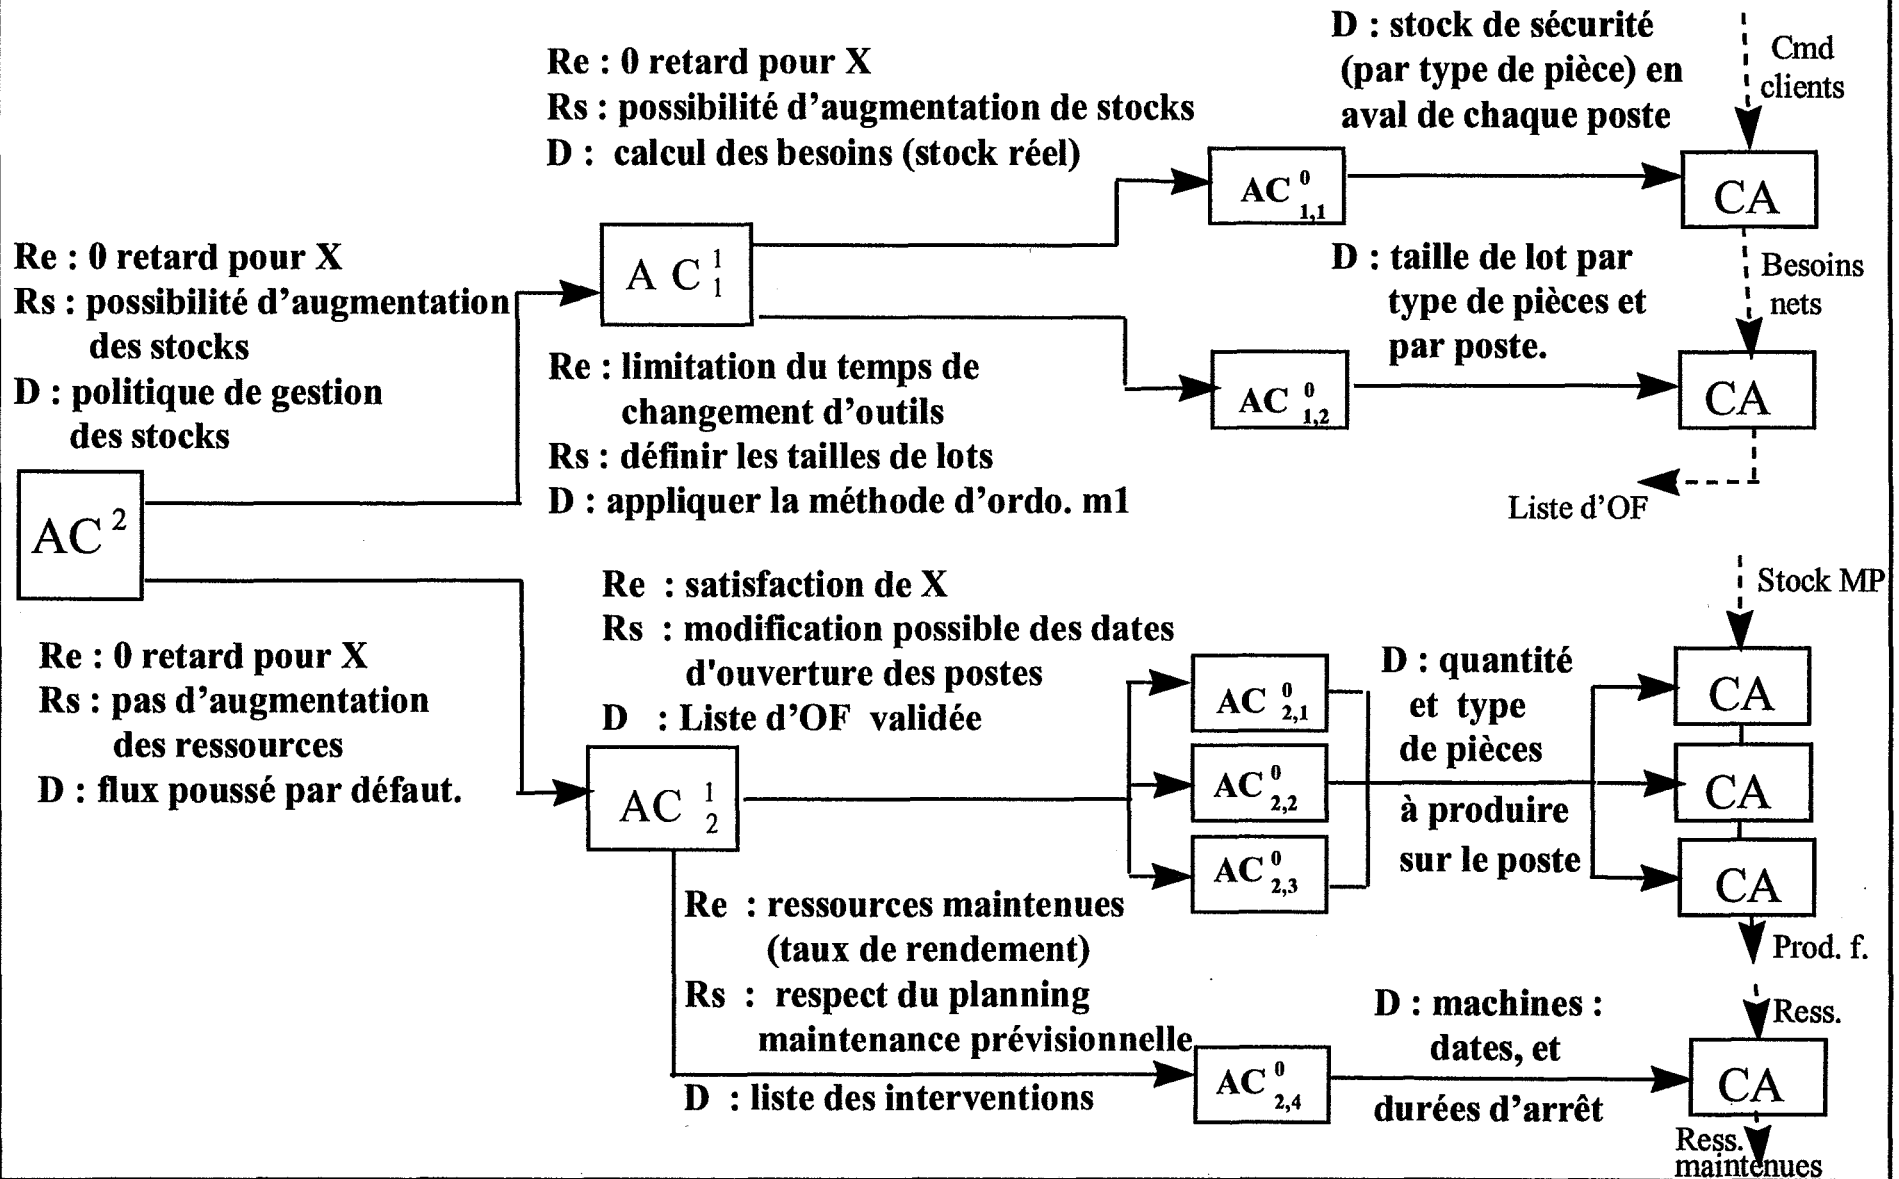 D : stock de sécurité
(par type de pièce) en
aval de chaque poste
Cmd
clients
Re : 0 retard pour X
Rs : possibilité d’augmentation de stocks
D : calcul des besoins (stock réel)
AC 0 1,1
CA
Re : 0 retard pour X
Rs : possibilité d’augmentation
des stocks
D : politique de gestion
des stocks
A C 1 1
D : taille de lot par
type de pièces et
par poste.
Besoins
nets
Re : limitation du temps de
changement d’outils
Rs : définir les tailles de lots
D : appliquer la méthode d’ordo. m1
AC 0 1,2
CA
Liste d’OF
AC 2
Re : satisfaction de X
Rs : modification possible des dates
d'ouverture des postes
D : Liste d’OF validée
Stock MP
Re : 0 retard pour X
Rs : pas d’augmentation
des ressources
D : flux poussé par défaut.
AC 1 2
AC 0 2,1
AC 0 2,2
AC 0 2,3
D : quantité
et type
de pièces
à produire
sur le poste
CA
CA
CA
Prod. f.
Re : ressources maintenues
(taux de rendement)
Rs : respect du planning
maintenance prévisionnelle
D : liste des interventions
AC 0 2,4
D : machines :
dates, et
durées d’arrêt
Ress.
CA
Ress.
maintenues